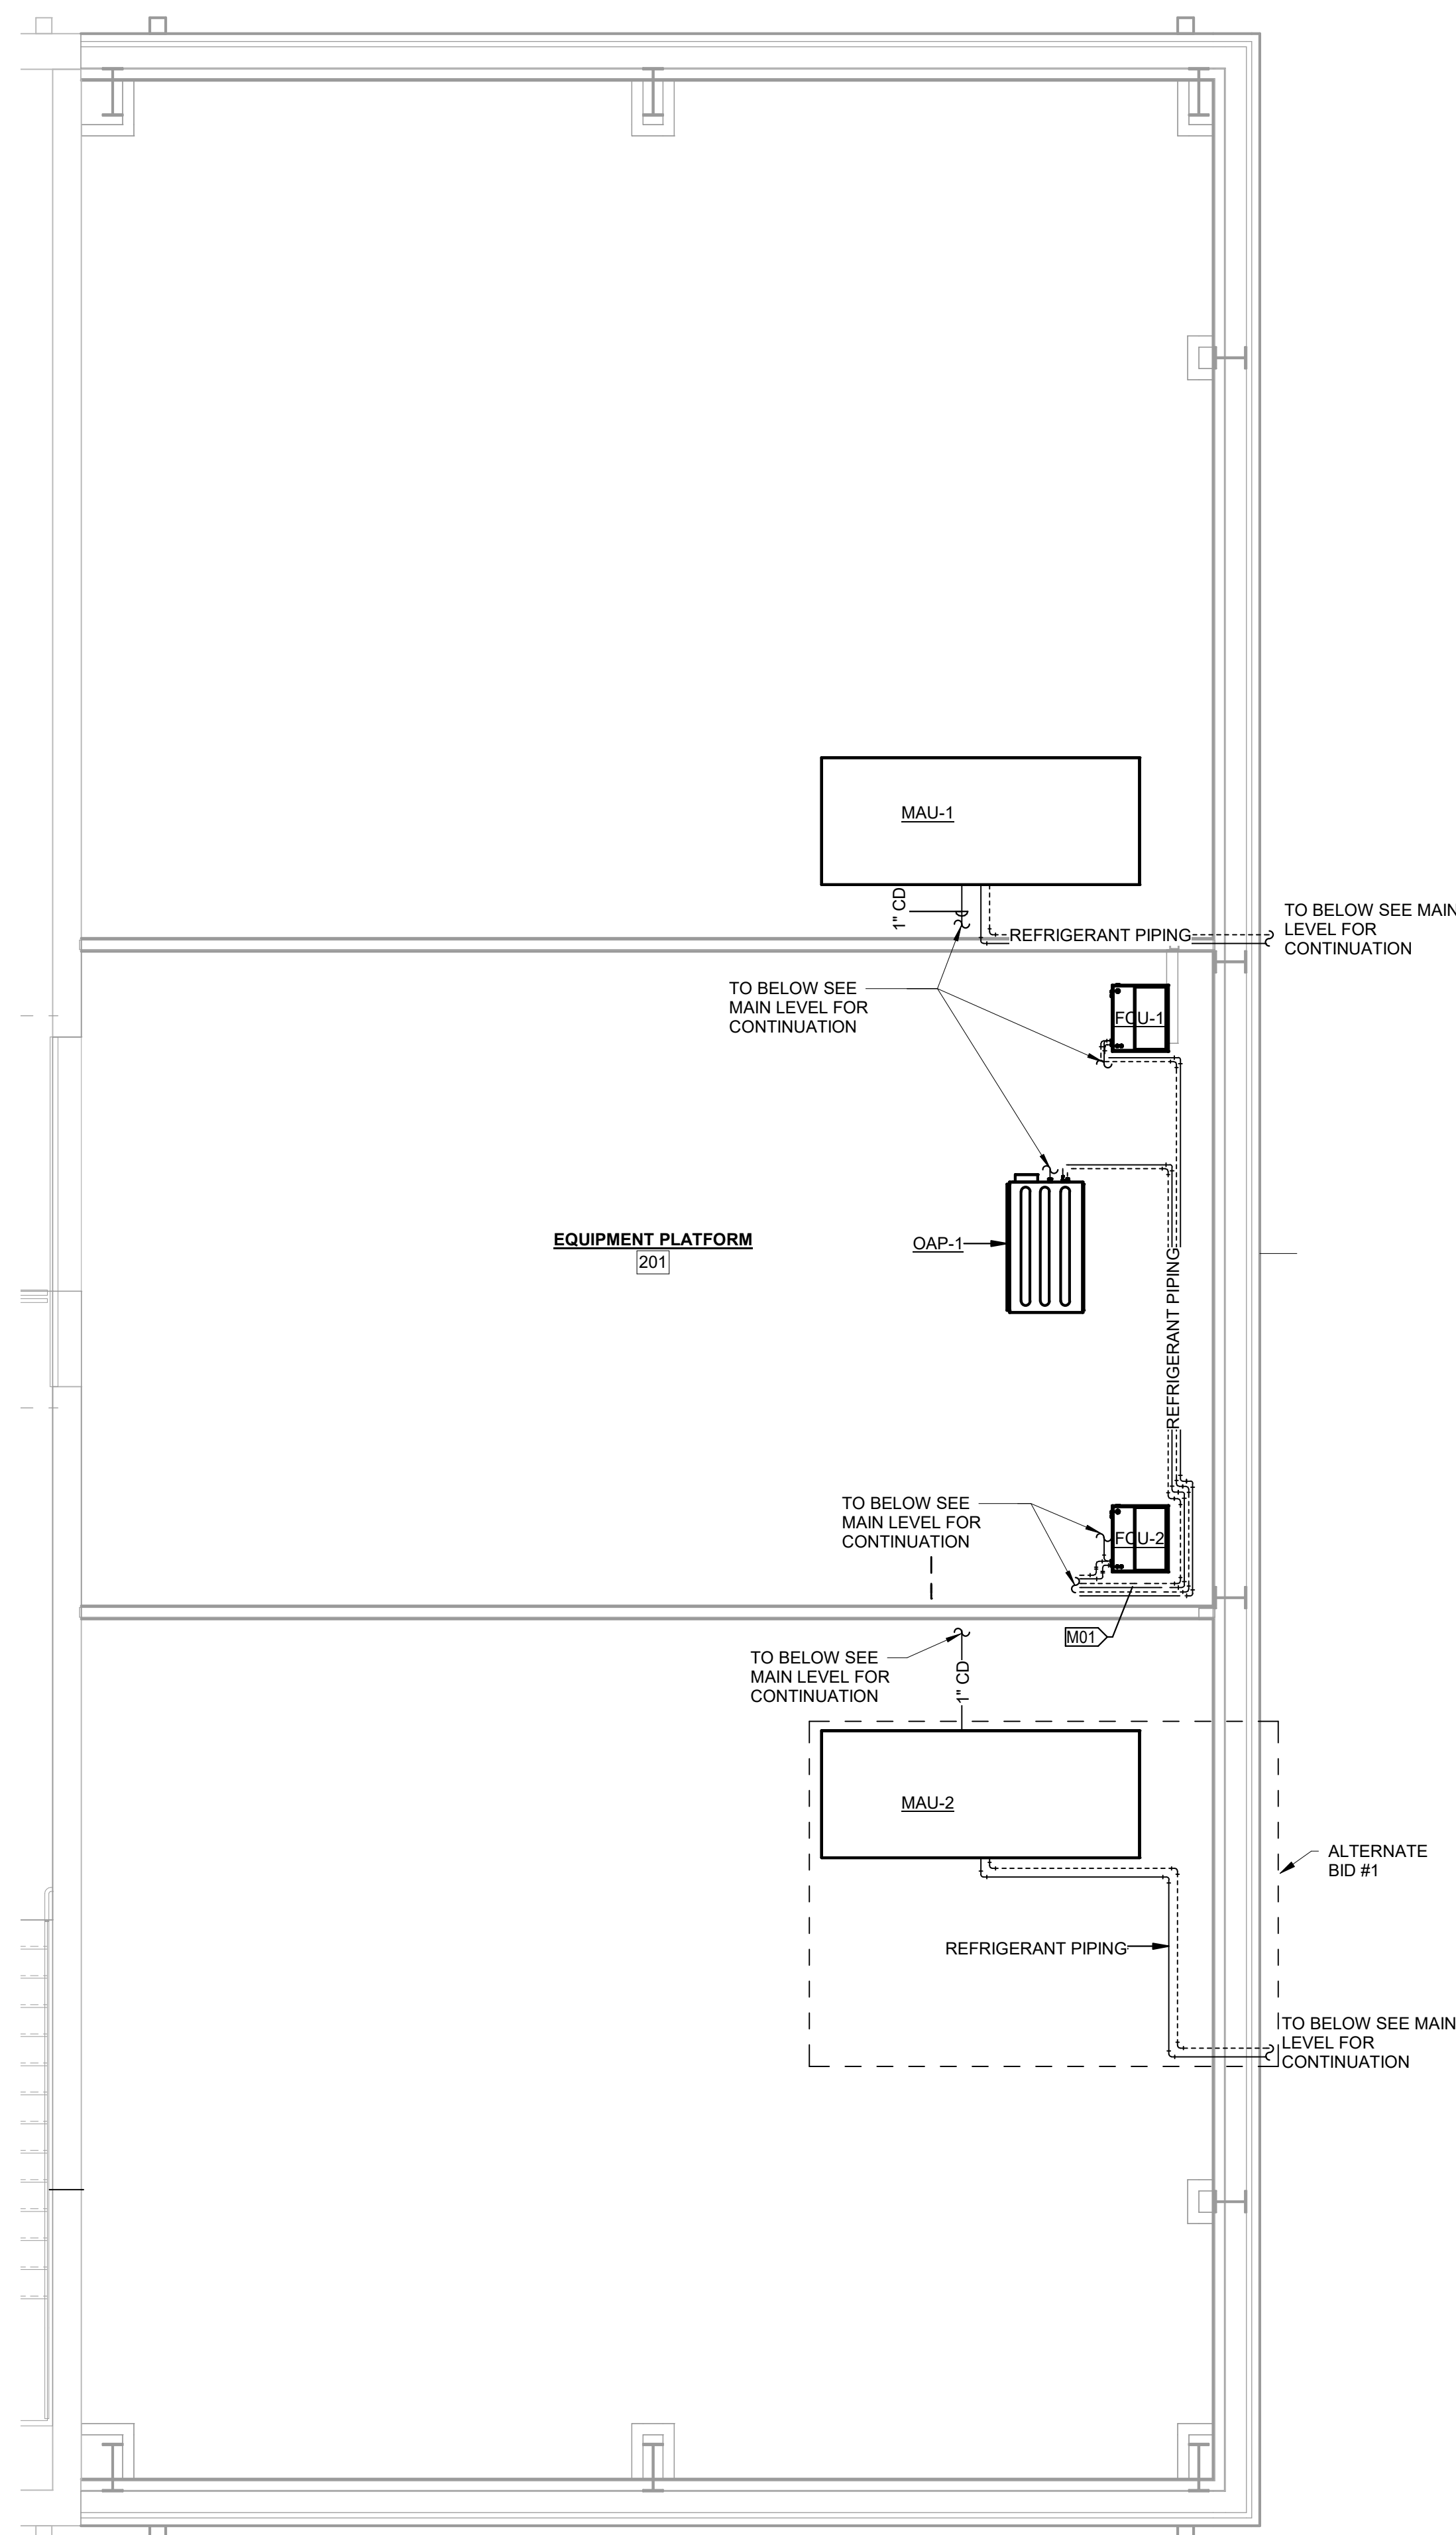 MAU-1
1" CD
REFRIGERANT PIPING
TO BELOW SEE MAIN
LEVEL FOR
CONTINUATION
TO BELOW SEE
MAIN LEVEL FOR
CONTINUATION
FCU-1
EQUIPMENT PLATFORM
201
OAP-1
REFRIGERANT PIPING
TO BELOW SEE
MAIN LEVEL FOR
CONTINUATION
FCU-2
M01
TO BELOW SEE
MAIN LEVEL FOR
CONTINUATION
1" CD
MAU-2
ALTERNATE
BID #1
REFRIGERANT PIPING
TO BELOW SEE MAIN
LEVEL FOR
CONTINUATION